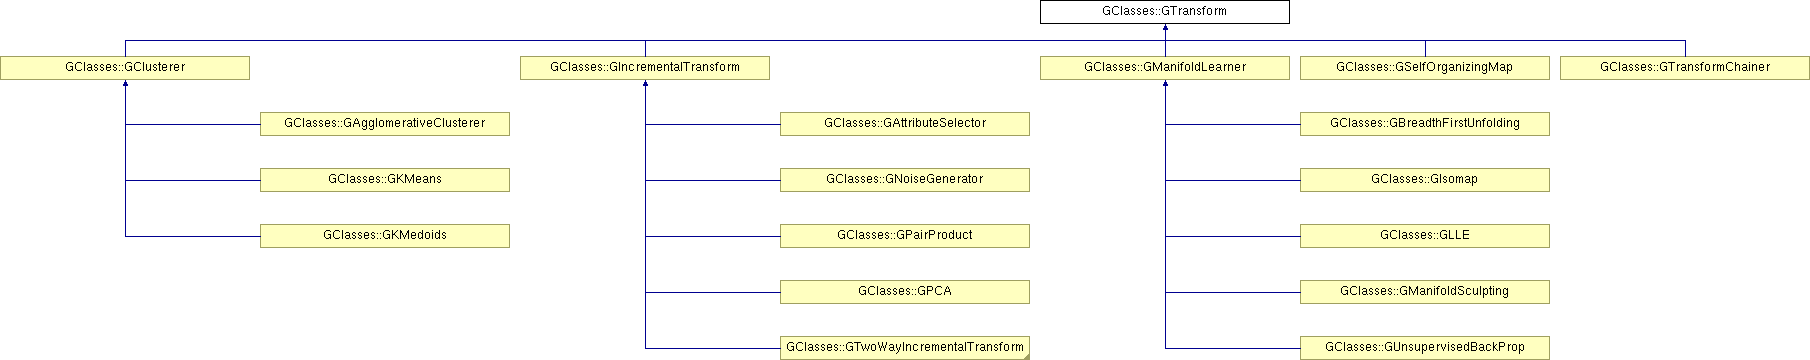 GClasses::GTransform
GClasses::GClusterer
GClasses::GIncrementalTransform
GClasses::GManifoldLearner
GClasses::GSelfOrganizingMap
GClasses::GTransformChainer
GClasses::GAgglomerativeClusterer
GClasses::GAttributeSelector
GClasses::GBreadthFirstUnfolding
GClasses::GKMeans
GClasses::GNoiseGenerator
GClasses::GIsomap
GClasses::GKMedoids
GClasses::GPairProduct
GClasses::GLLE
GClasses::GPCA
GClasses::GManifoldSculpting
GClasses::GTwoWayIncrementalTransform
GClasses::GUnsupervisedBackProp